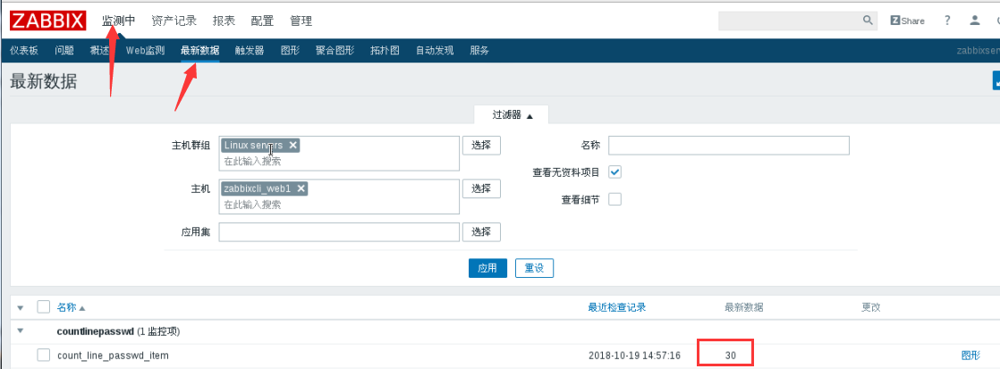 ZABBIX 监测中 资产记录 报表 配置 管理 Z Share ?
仪表板 问题 概述 Web监测 最新数据 触发器 图形 聚合图形 拓扑图 自动发现 服务 zabbixser
最新数据
过滤器 ▲
主机群组 Linux servers ✕ 选择 名称
在此输入搜索
查看无资料项目
主机 zabbixcli_web1 ✕ 选择
在此输入搜索 查看细节
应用集 选择
应用 重设
名称 ▲ 最近检查记录 最新数据 更改
countlinepasswd (1 监控项)
count_line_passwd_item 2018-10-19 14:57:16 30 图形